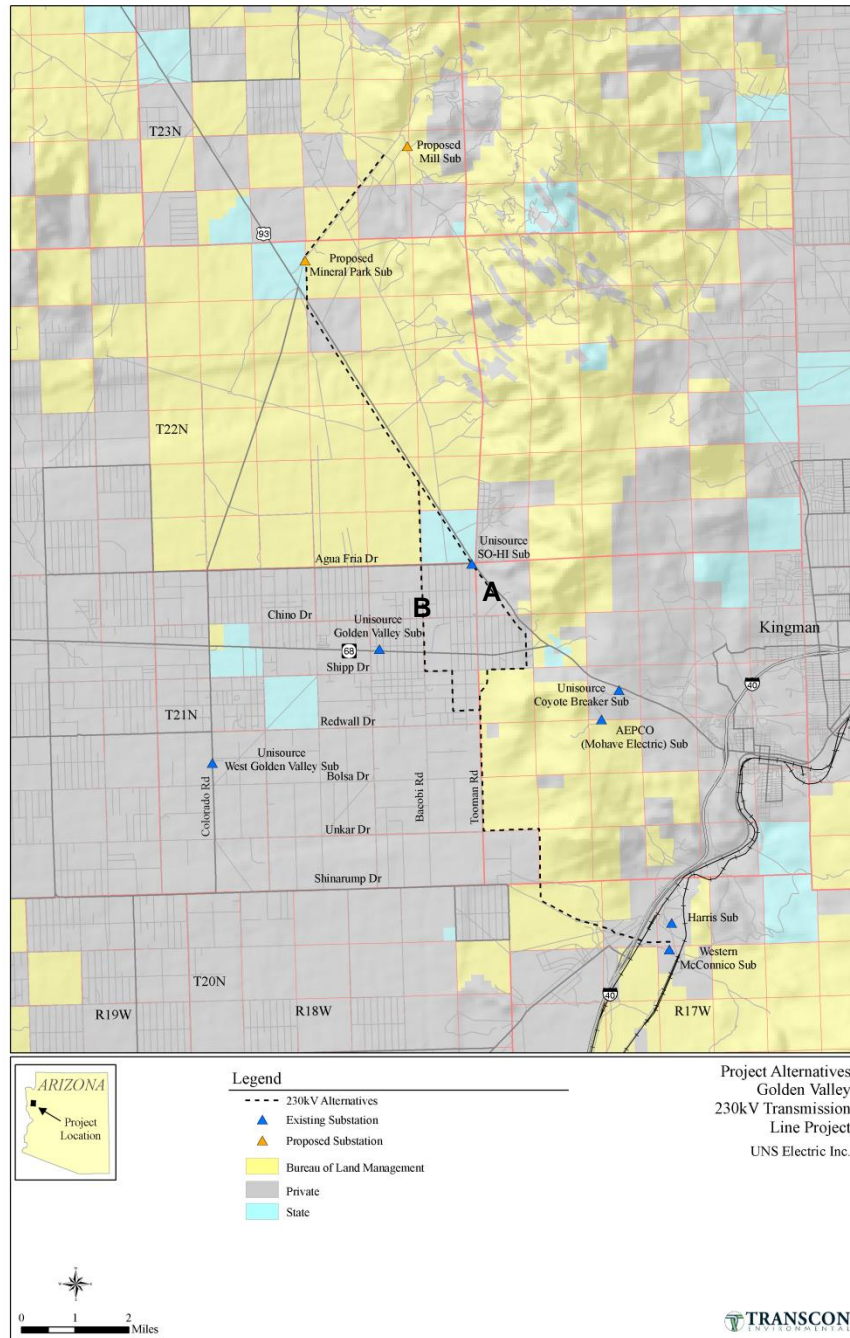 T23N
Proposed
Mill Sub
93
Proposed
Mineral Park Sub
T22N
Unisource
SO-HI Sub
Agua Fria Dr
A
B
Chino Dr
Unisource
Golden Valley Sub
Kingman
68
Shipp Dr
40
Unisource
Coyote Breaker Sub
T21N
Redwall Dr
AEPCO
(Mohave Electric) Sub
Unisource
West Golden Valley Sub
Bolsa Dr
Colorado Rd
Bacobi Rd
Tooman Rd
Unkar Dr
Shinarump Dr
Harris Sub
Western
McConnico Sub
T20N
40
R19W
R18W
R17W
ARIZONA
Project
Location
Legend
230kV Alternatives
Existing Substation
Proposed Substation
Bureau of Land Management
Private
State
Project Alternatives
Golden Valley
230kV Transmission
Line Project
UNS Electric Inc.
0 1 2
Miles
TRANSCON
ENVIRONMENTAL